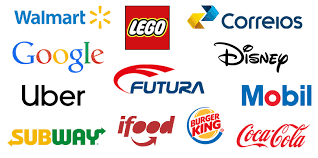 Walmart
LEGO
Correios
Google
Disney
Uber
FUTURA
Mobil
SUBWAY
ifood
BURGER
KING
Coca-Cola